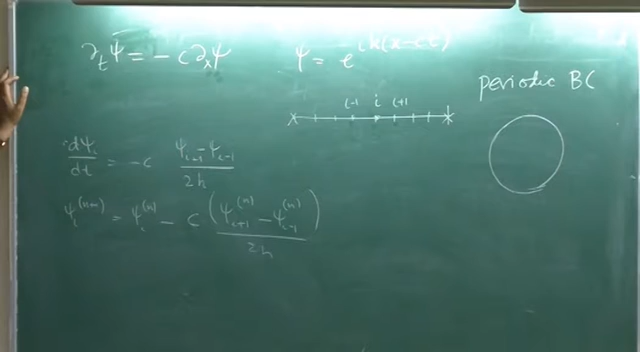 ∂ₜψ = -c∂ₓψ
ψ = e^{ik(x-ct)}
periodic BC
i-1 i i+1
dψᵢ/dt = -c (ψᵢ₊₁ - ψᵢ₋₁)/2h
ψᵢ^{(n+1)} = ψᵢ^{(n)} - c (ψᵢ₊₁^{(n)} - ψᵢ₋₁^{(n)})/2h